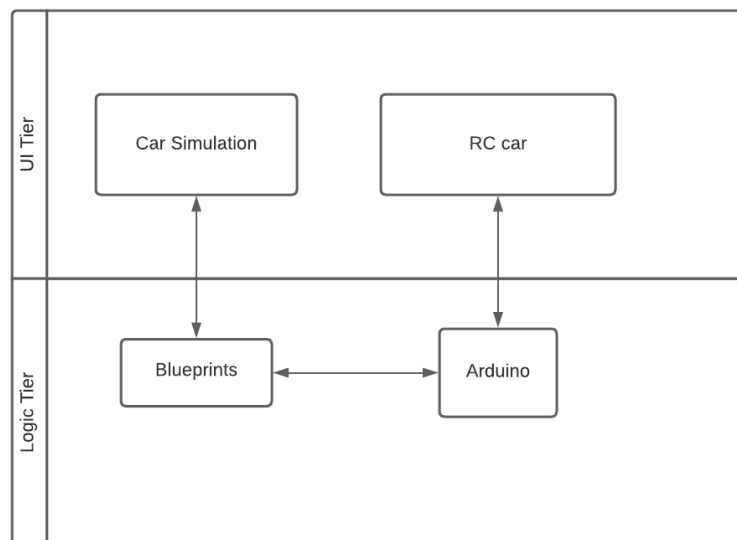 UI Tier
Car Simulation
RC car
Logic Tier
Blueprints
Arduino